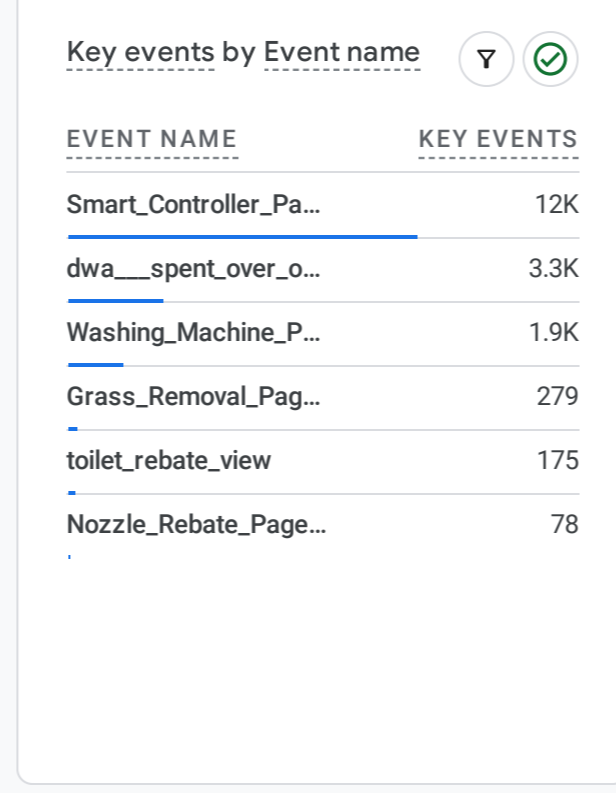 Key events by Event name
EVENT NAME KEY EVENTS
Smart_Controller_Pa... 12K
dwa___spent_over_o... 3.3K
Washing_Machine_P... 1.9K
Grass_Removal_Pag... 279
toilet_rebate_view 175
Nozzle_Rebate_Page... 78